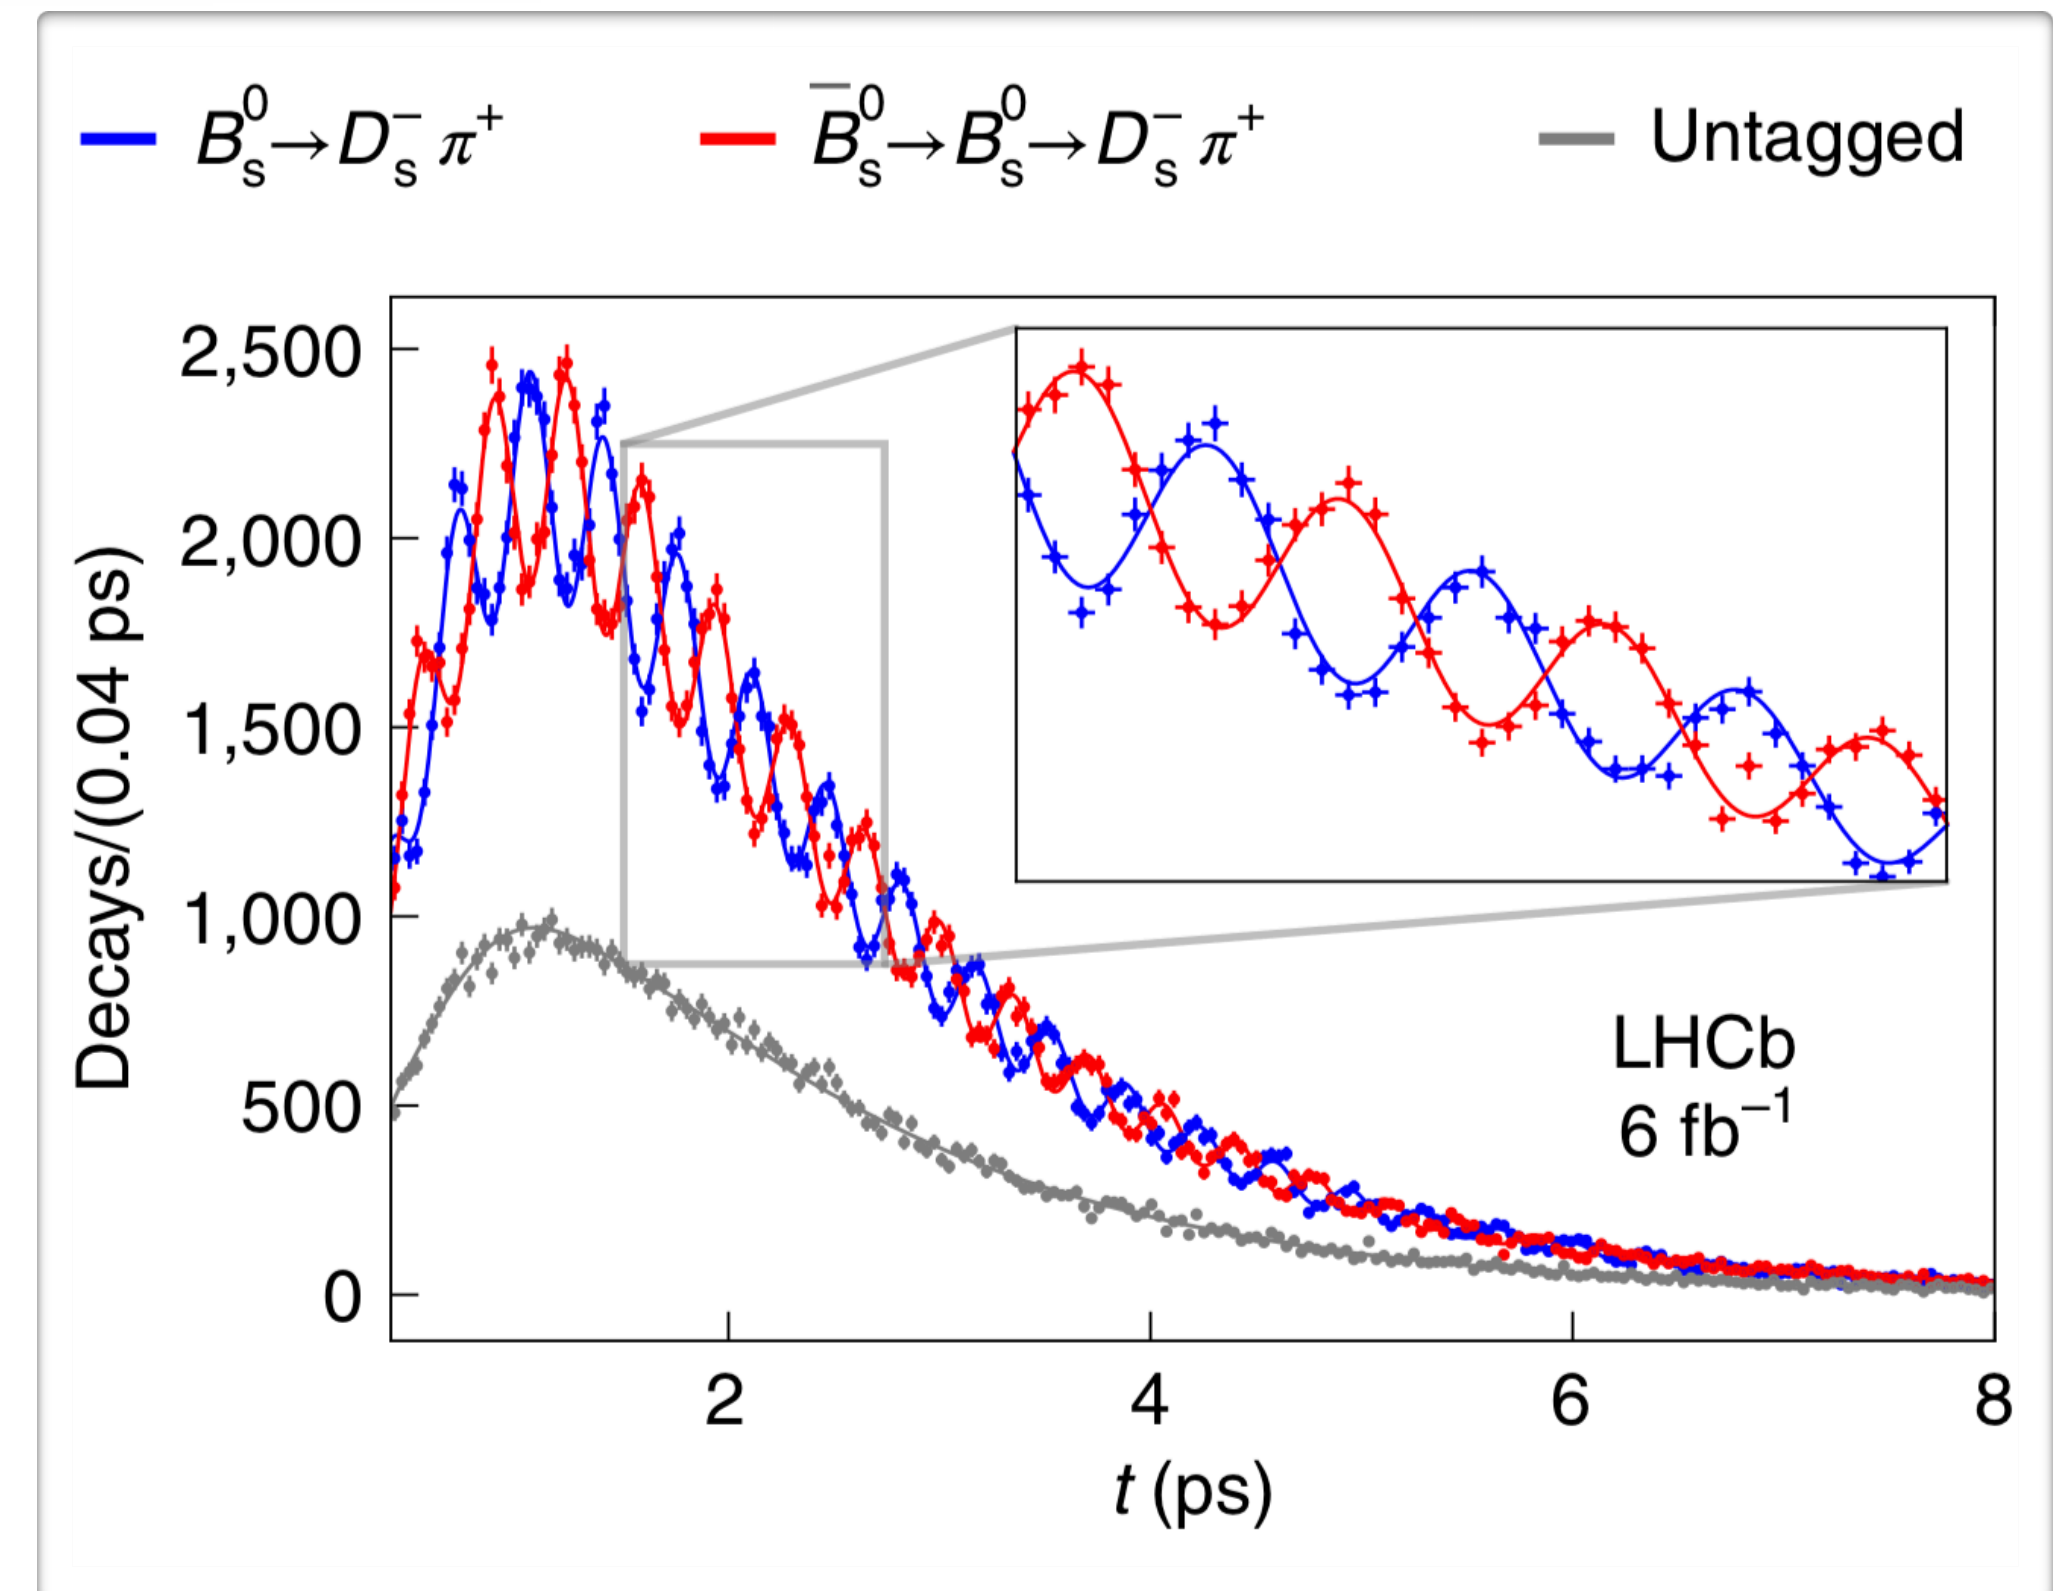 B⁰ₛ→D⁻ₛ π⁺ B̅⁰ₛ→B⁰ₛ→D⁻ₛ π⁺ Untagged
2,500
2,000
1,500
1,000
500
0
Decays/(0.04 ps)
LHCb
6 fb⁻¹
2 4 6 8
t (ps)